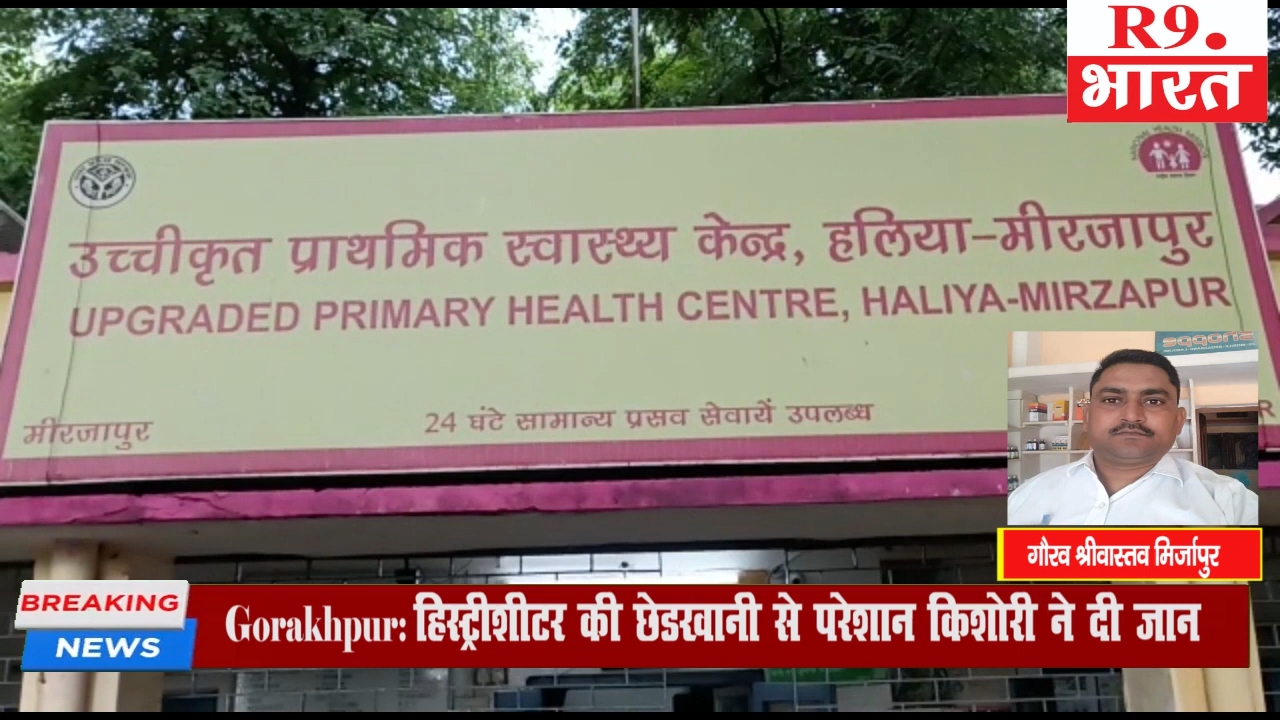 R9.
भारत
उच्चीकृत प्राथमिक स्वास्थ्य केन्द्र, हलिया-मीरजापुर
UPGRADED PRIMARY HEALTH CENTRE, HALIYA-MIRZAPUR
मीरजापुर
24 घंटे सामान्य प्रसव सेवायें उपलब्ध
गौरव श्रीवास्तव मिर्जापुर
BREAKING
NEWS
Gorakhpur: हिस्ट्रीशीटर की छेडखानी से परेशान किशोरी ने दी जान